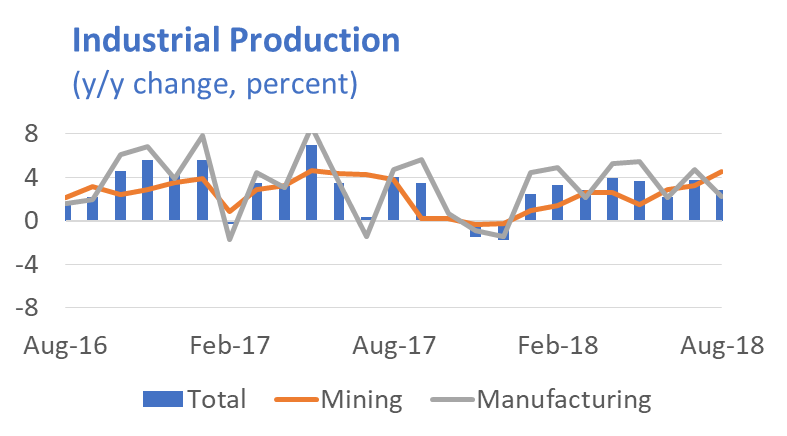 Industrial Production
(y/y change, percent)
8
4
0
-4
-8
Aug-16 Feb-17 Aug-17 Feb-18 Aug-18
Total Mining Manufacturing